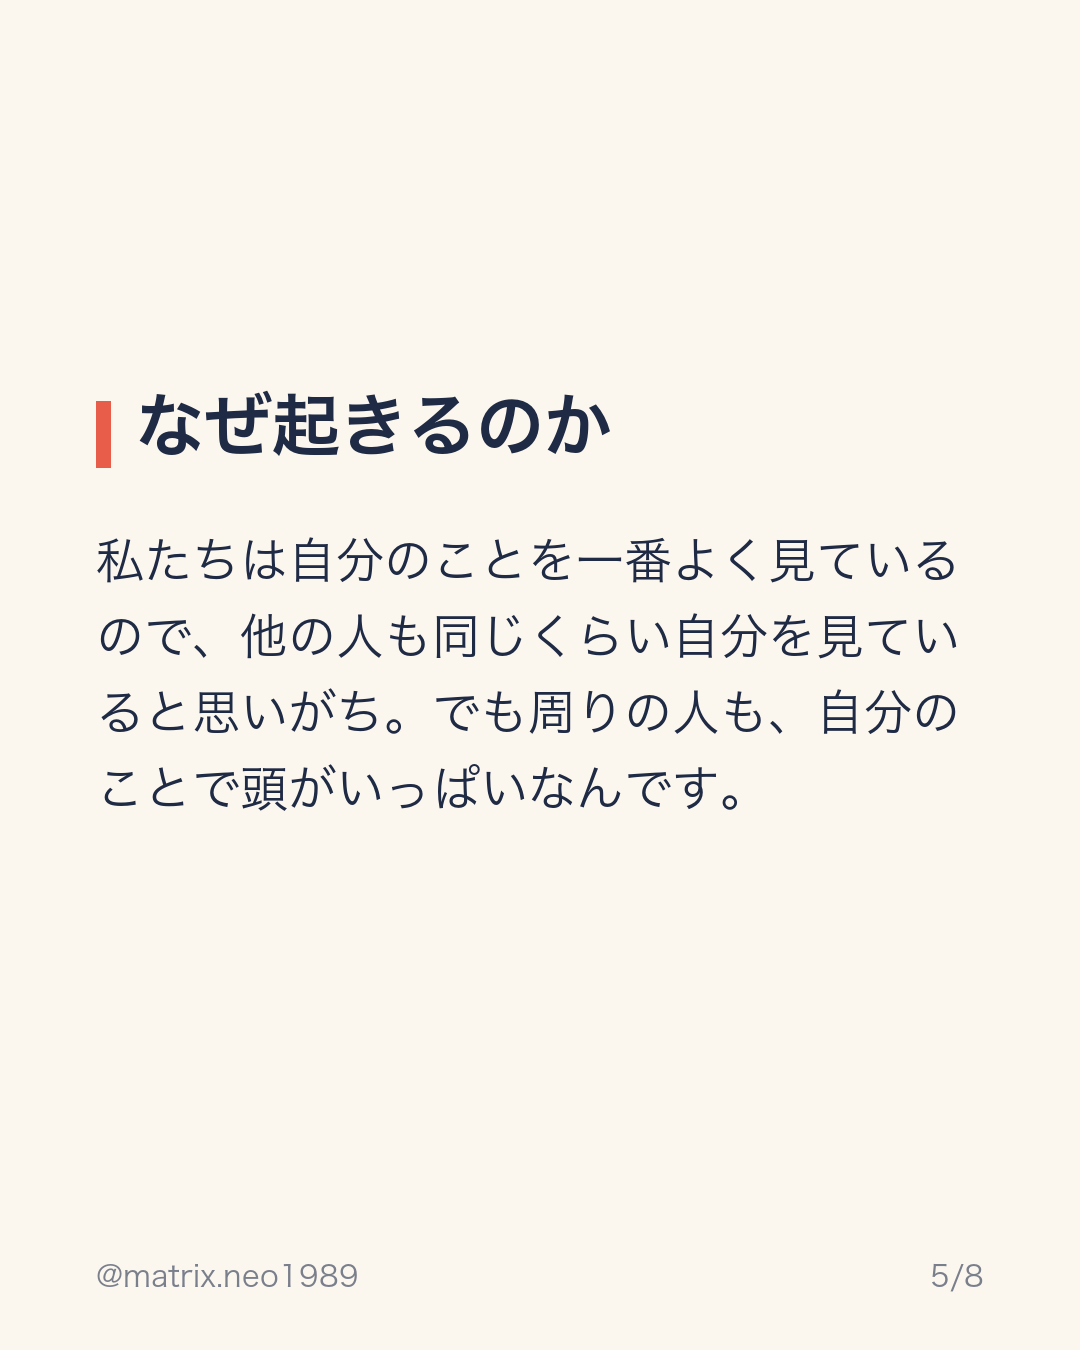 なぜ起きるのか
私たちは自分のことを一番よく見ている
ので、他の人も同じくらい自分を見てい
ると思いがち。でも周りの人も、自分の
ことで頭がいっぱいなんです。
@matrix.neo1989
5/8